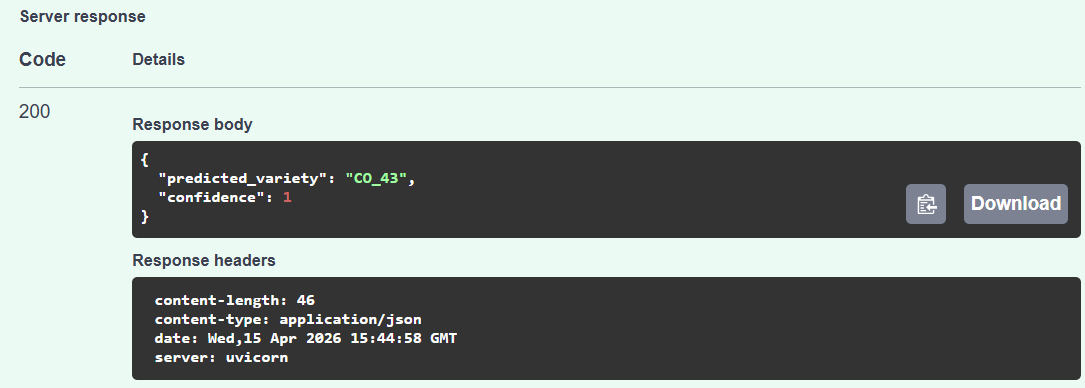 Server response
Code Details
200
Response body
{
  "predicted_variety": "CO_43",
  "confidence": 1
}
Download
Response headers
content-length: 46
content-type: application/json
date: Wed,15 Apr 2026 15:44:58 GMT
server: uvicorn